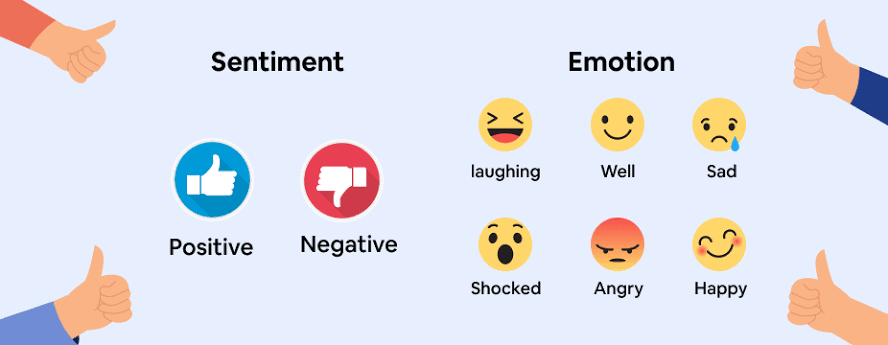 Sentiment
Positive
Negative
Emotion
laughing
Well
Sad
Shocked
Angry
Happy